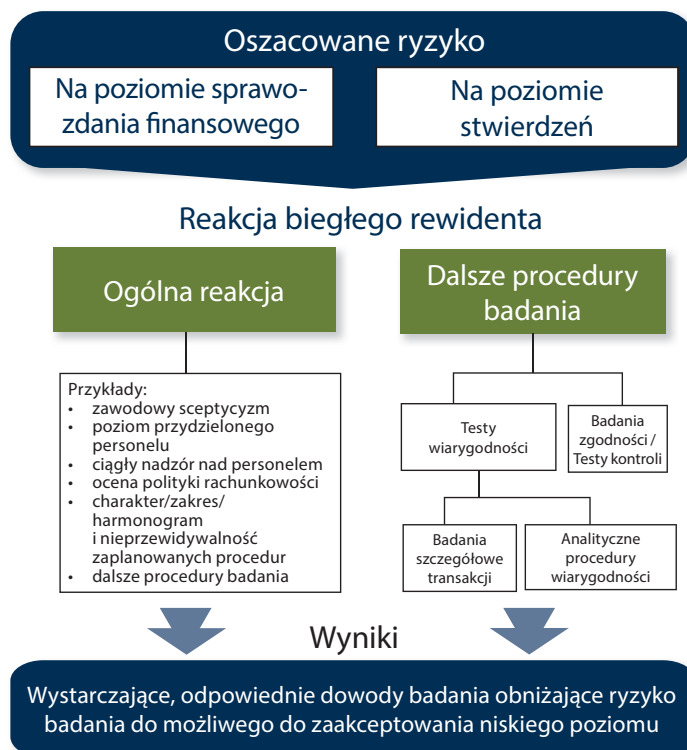 Oszacowane ryzyko
Na poziomie sprawo-
zdania finansowego
Na poziomie
stwierdzeń
Reakcja biegłego rewidenta
Ogólna reakcja
Dalsze procedury
badania
Przykłady:
• zawodowy sceptycyzm
• poziom przydzielonego
personelu
• ciągły nadzór nad personelem
• ocena polityki rachunkowości
• charakter/zakres/
harmonogram
i nieprzewidywalność
zaplanowanych procedur
• dalsze procedury badania
Testy
wiarygodności
Badania
zgodności /
Testy kontroli
Badania
szczegółowe
transakcji
Analityczne
procedury
wiarygodności
Wyniki
Wystarczające, odpowiednie dowody badania obniżające ryzyko
badania do możliwego do zaakceptowania niskiego poziomu